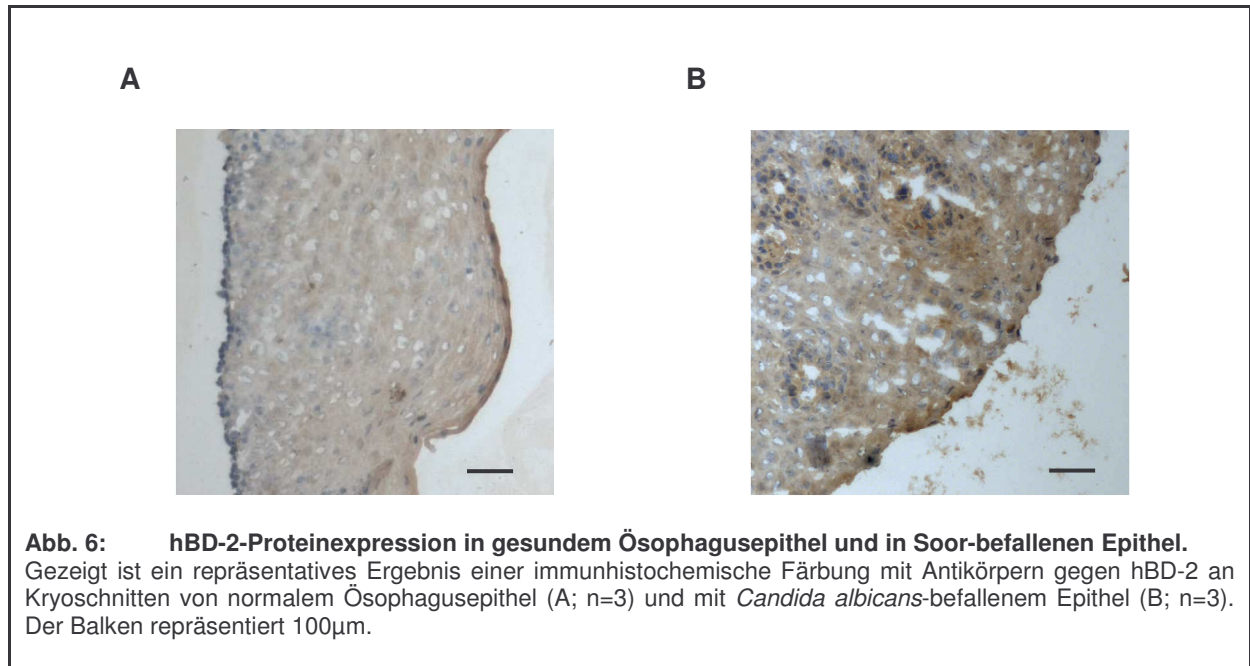 A
B
Abb. 6: hBD-2-Proteinexpression in gesundem Ösophagusepithel und in Soor-befallenen Epithel.
Gezeigt ist ein repräsentatives Ergebnis einer immunhistochemische Färbung mit Antikörpern gegen hBD-2 an
Kryoschnitten von normalem Ösophagusepithel (A; n=3) und mit Candida albicans-befallenem Epithel (B; n=3).
Der Balken repräsentiert 100µm.